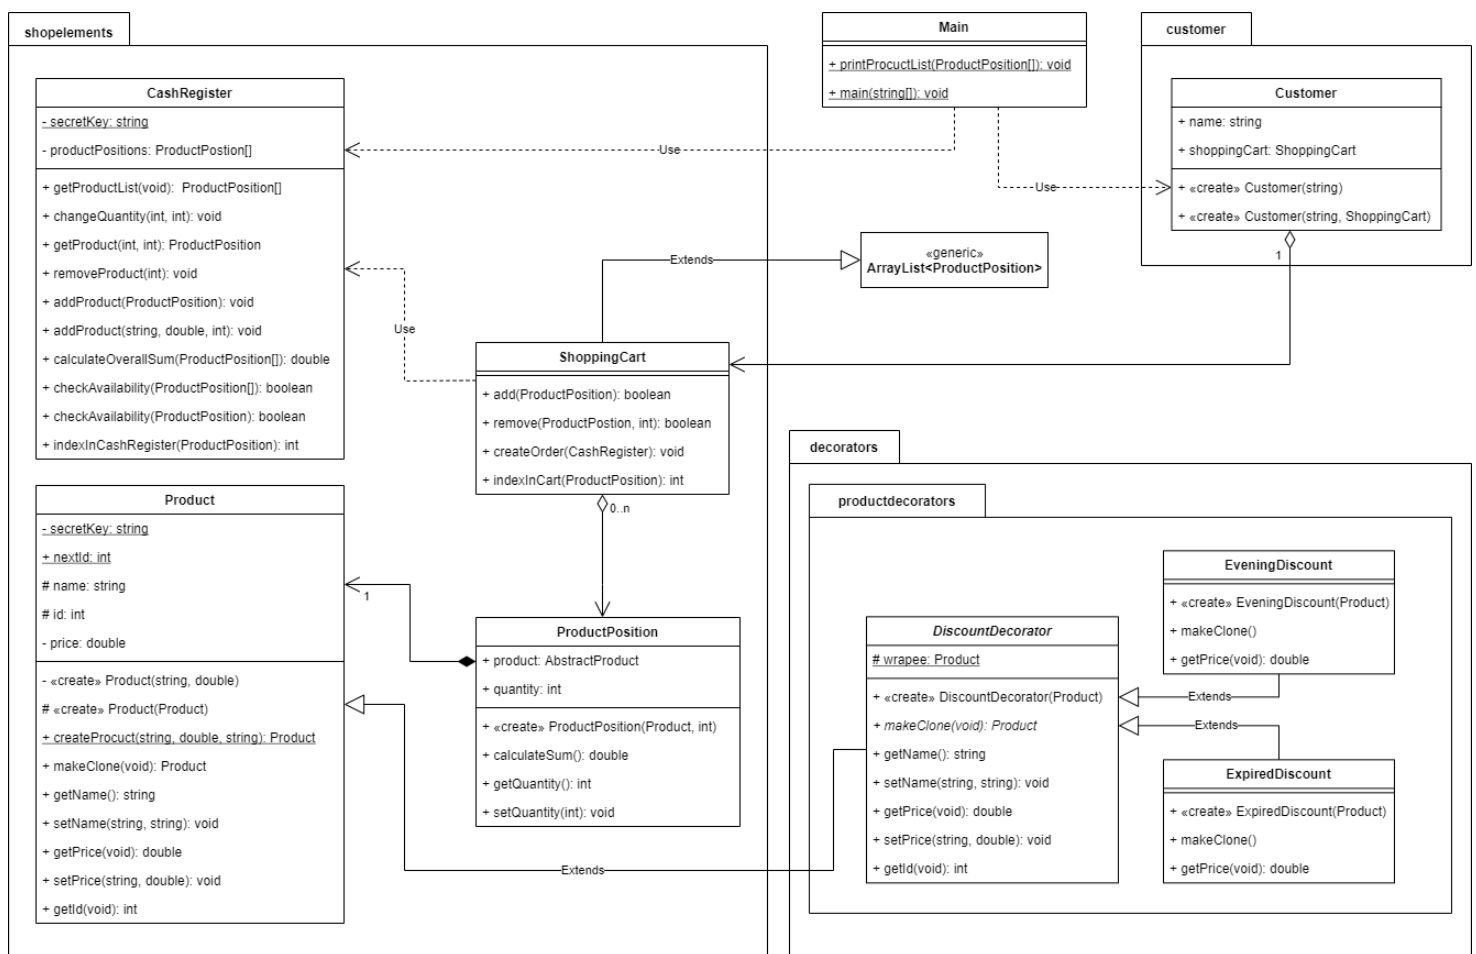 shopelements
CashRegister
- secretKey: string
- productPositions: ProductPostion[]
+ getProductList(void):  ProductPosition[]
+ changeQuantity(int, int): void
+ getProduct(int, int): ProductPosition
+ removeProduct(int): void
+ addProduct(ProductPosition): void
+ addProduct(string, double, int): void
+ calculateOverallSum(ProductPosition[]): double
+ checkAvailability(ProductPosition[]): boolean
+ checkAvailability(ProductPosition): boolean
+ indexInCashRegister(ProductPosition): int
Product
- secretKey: string
+ nextId: int
# name: string
# id: int
- price: double
- «create» Product(string, double)
# «create» Product(Product)
+ createProcuct(string, double, string): Product
+ makeClone(void): Product
+ getName(): string
+ setName(string, string): void
+ getPrice(void): double
+ setPrice(string, double): void
+ getId(void): int
Use
Use
Extends
ShoppingCart
+ add(ProductPosition): boolean
+ remove(ProductPostion, int): boolean
+ createOrder(CashRegister): void
+ indexInCart(ProductPosition): int
0..n
1
ProductPosition
+ product: AbstractProduct
+ quantity: int
+ «create» ProductPosition(Product, int)
+ calculateSum(): double
+ getQuantity(): int
+ setQuantity(int): void
Extends
Main
+ printProcuctList(ProductPosition[]): void
+ main(string[]): void
Use
«generic»
ArrayList<ProductPosition>
customer
Customer
+ name: string
+ shoppingCart: ShoppingCart
+ «create» Customer(string)
+ «create» Customer(string, ShoppingCart)
1
decorators
productdecorators
DiscountDecorator
# wrapee: Product
+ «create» DiscountDecorator(Product)
+ makeClone(void): Product
+ getName(): string
+ setName(string, string): void
+ getPrice(void): double
+ setPrice(string, double): void
+ getId(void): int
EveningDiscount
+ «create» EveningDiscount(Product)
+ makeClone()
+ getPrice(void): double
Extends
Extends
ExpiredDiscount
+ «create» ExpiredDiscount(Product)
+ makeClone()
+ getPrice(void): double